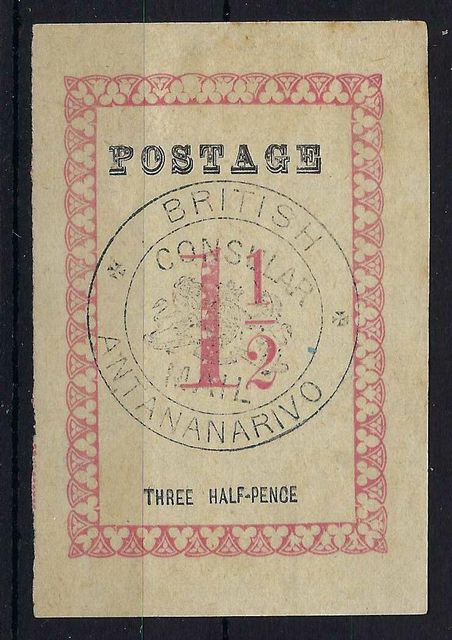 POSTAGE
BRITISH
CONSULAR
1 1/2
MAIL
ANTANANARIVO
THREE HALF-PENCE